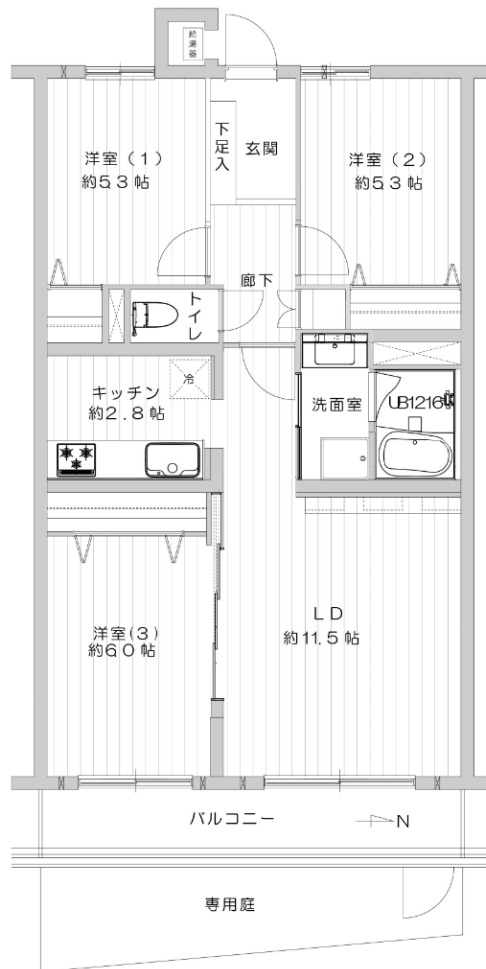 給湯器
洋室（1）
約5.3 帖
下足入
玄関
洋室（2）
約5.3 帖
廊下
トイレ
キッチン
約2.8 帖
冷
洗面室
UB1216
洋室(3)
約6.0 帖
LD
約11.5 帖
バルコニー
N
専用庭